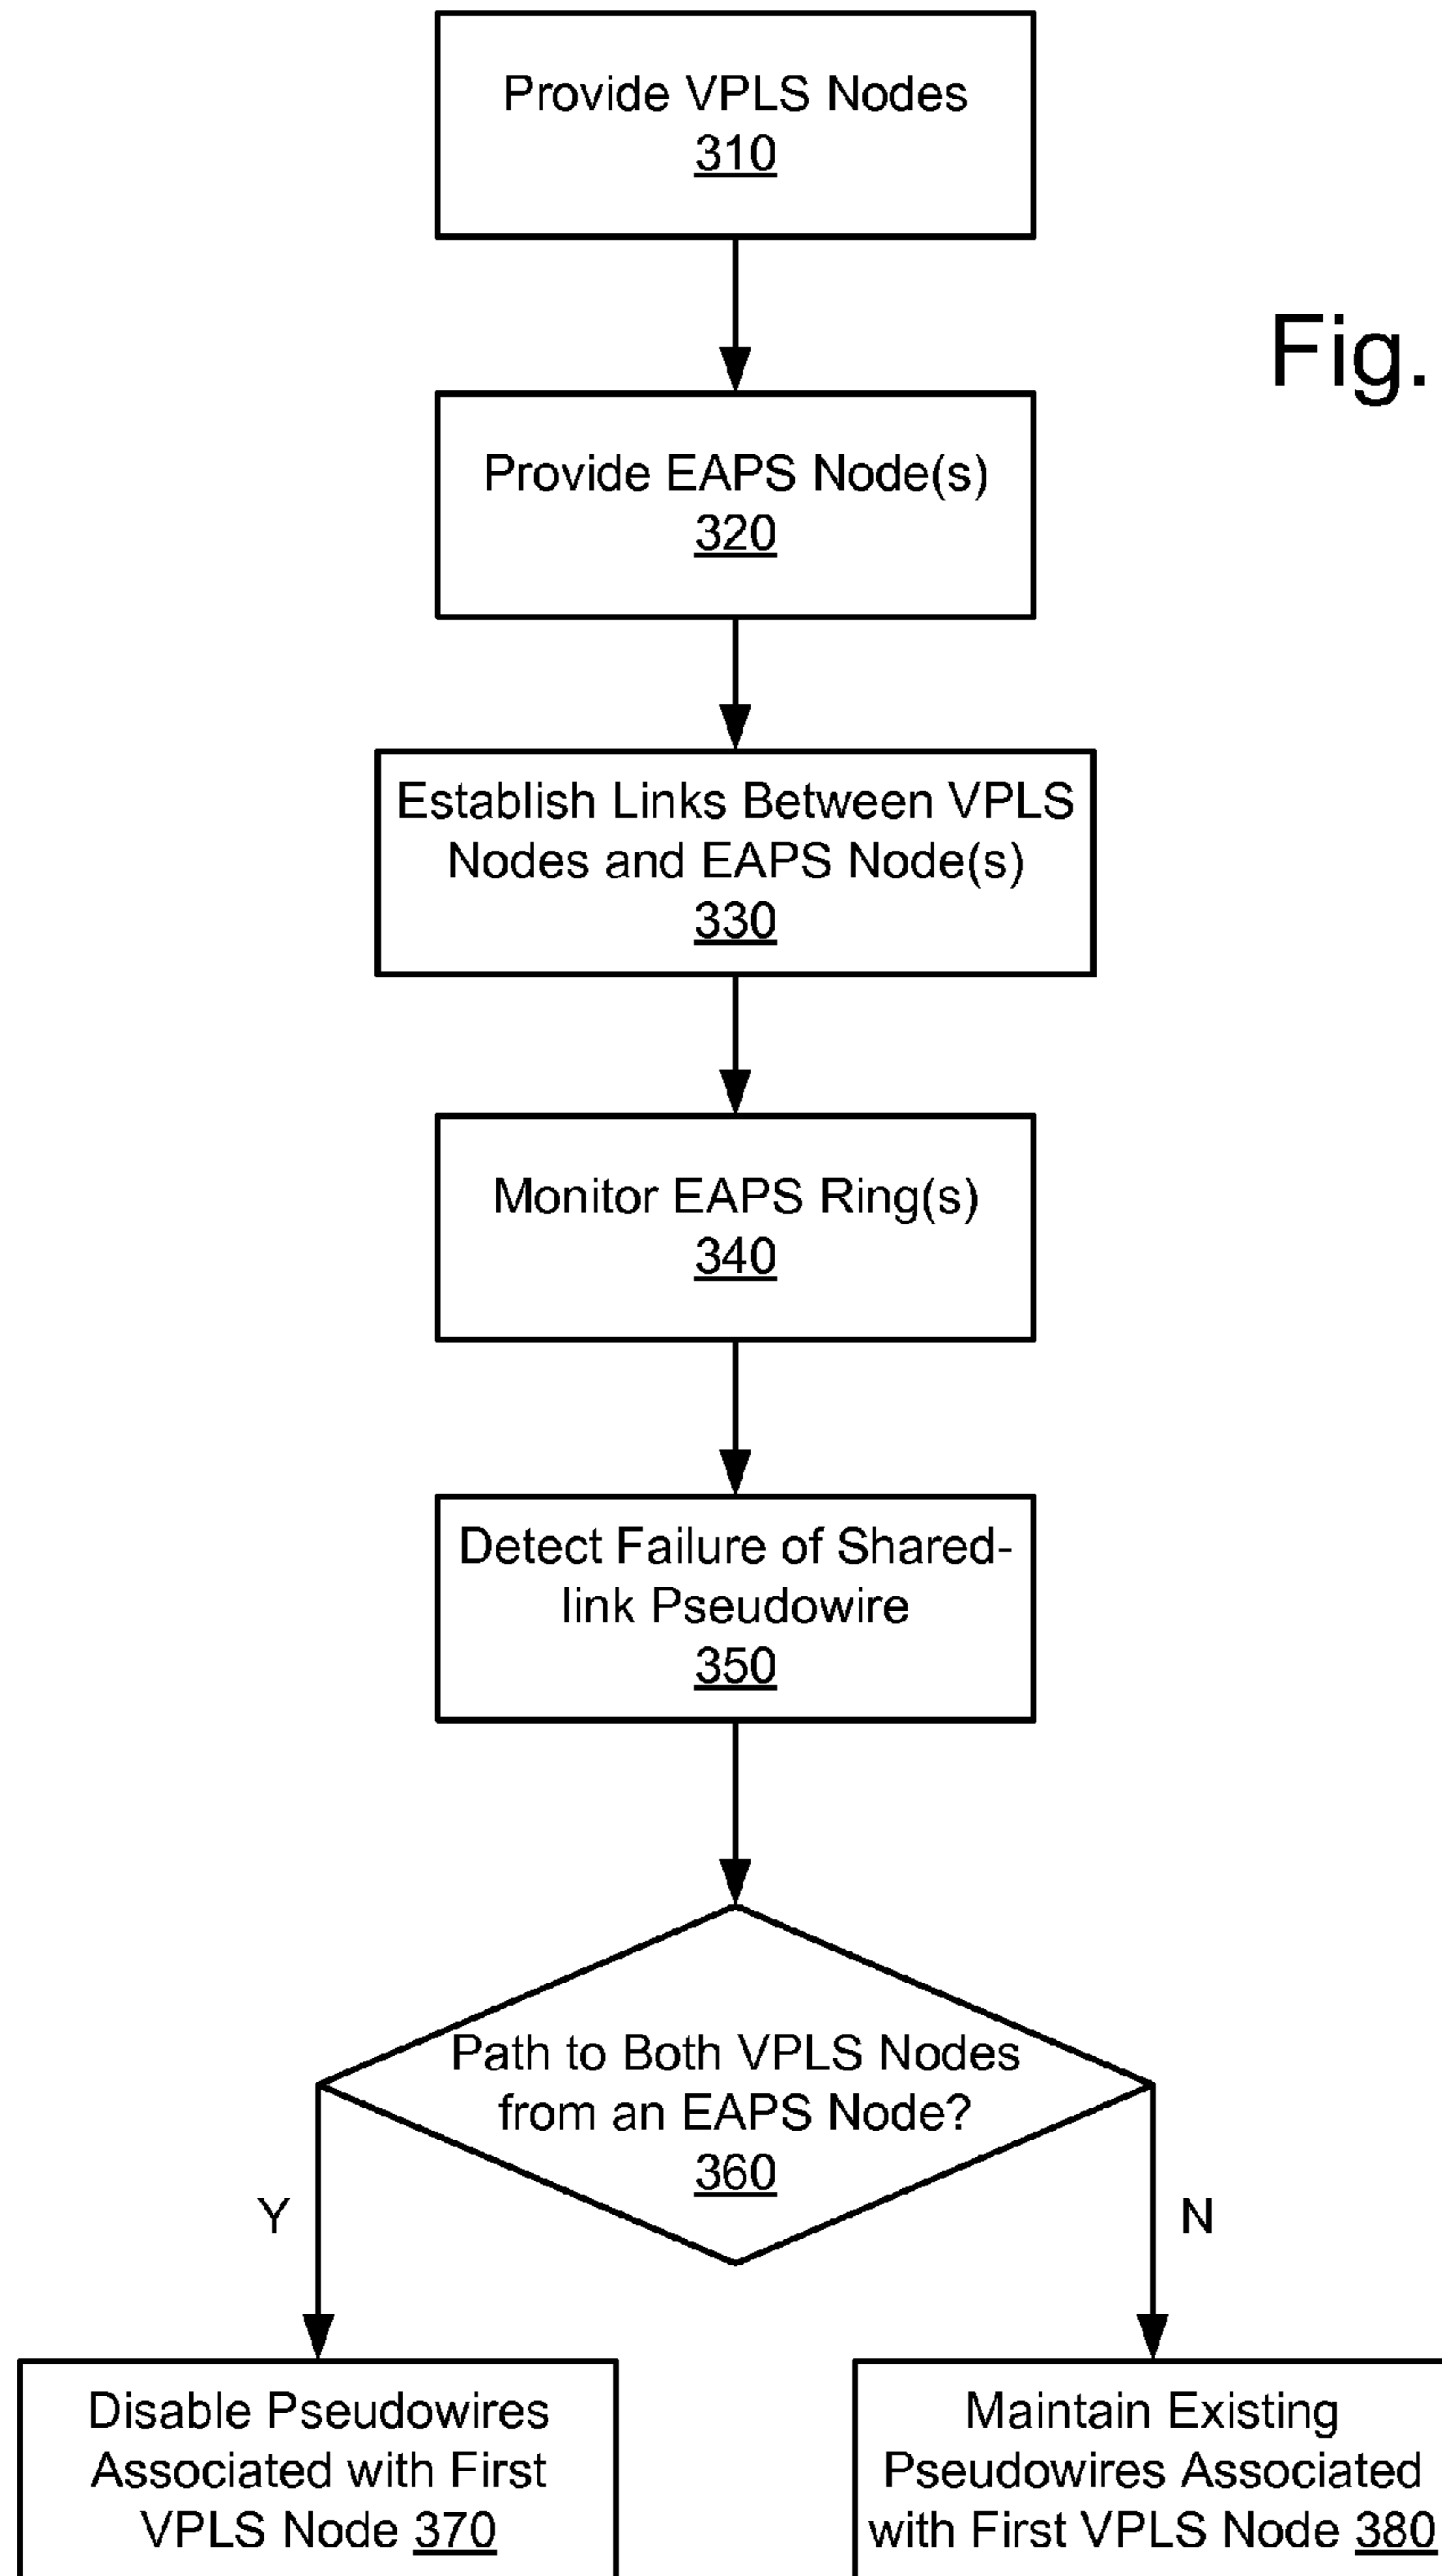 Provide VPLS Nodes
310
Fig.
Provide EAPS Node(s)
320
Establish Links Between VPLS
Nodes and EAPS Node(s)
330
Monitor EAPS Ring(s)
340
Detect Failure of Shared-
link Pseudowire
350
Path to Both VPLS Nodes
from an EAPS Node?
360
Y
N
Disable Pseudowires
Associated with First
VPLS Node 370
Maintain Existing
Pseudowires Associated
with First VPLS Node 380